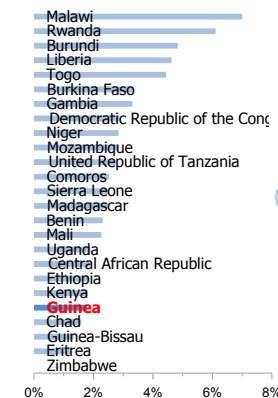 Malawi
Rwanda
Burundi
Liberia
Togo
Burkina Faso
Gambia
Democratic Republic of the Cong
Niger
Mozambique
United Republic of Tanzania
Comoros
Sierra Leone
Madagascar
Benin
Mali
Uganda
Central African Republic
Ethiopia
Kenya
Guinea
Chad
Guinea-Bissau
Eritrea
Zimbabwe
0% 2% 4% 6% 8%